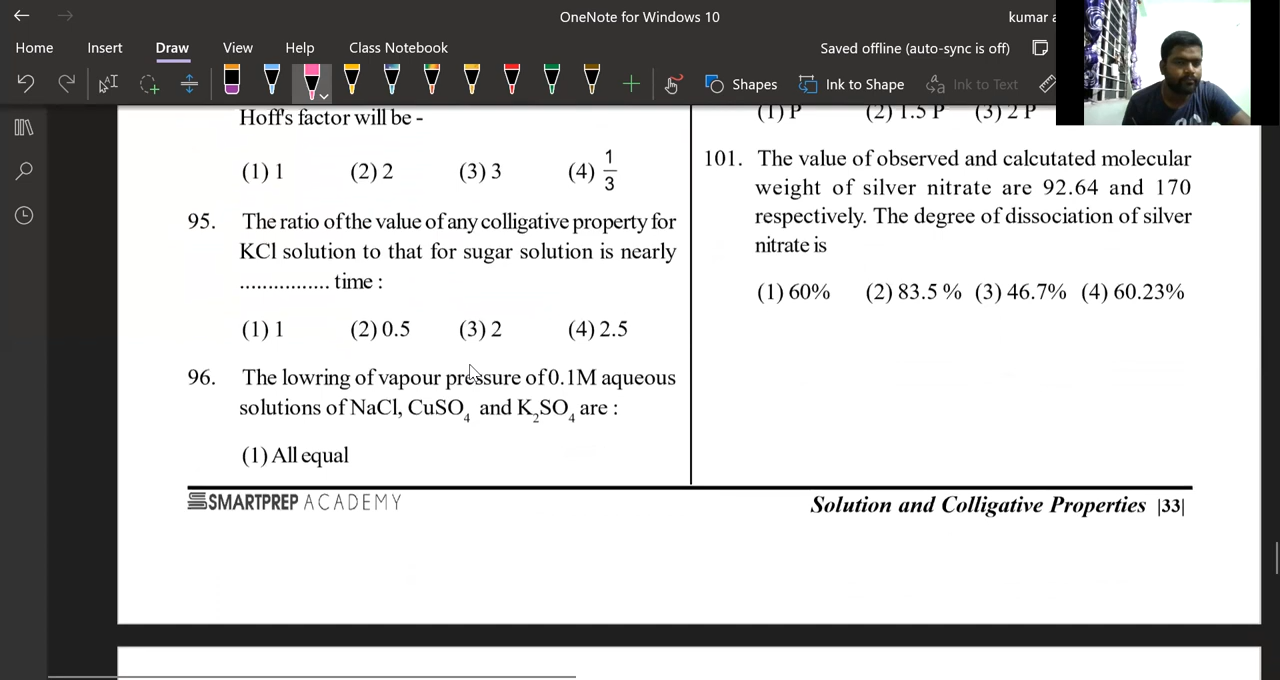 OneNote for Windows 10
kumar a
Home Insert Draw View Help Class Notebook
Saved offline (auto-sync is off)
Shapes Ink to Shape Ink to Text
Hoff's factor will be -
(1) 1 (2) 2 (3) 3 (4) 1/3
95. The ratio of the value of any colligative property for
KCl solution to that for sugar solution is nearly
................ time :
(1) 1 (2) 0.5 (3) 2 (4) 2.5
96. The lowring of vapour pressure of 0.1M aqueous
solutions of NaCl, CuSO4 and K2SO4 are :
(1) All equal
(1) P (2) 1.5 P (3) 2 P
101. The value of observed and calcutated molecular
weight of silver nitrate are 92.64 and 170
respectively. The degree of dissociation of silver
nitrate is
(1) 60% (2) 83.5 % (3) 46.7% (4) 60.23%
SMARTPREP ACADEMY
Solution and Colligative Properties |33|